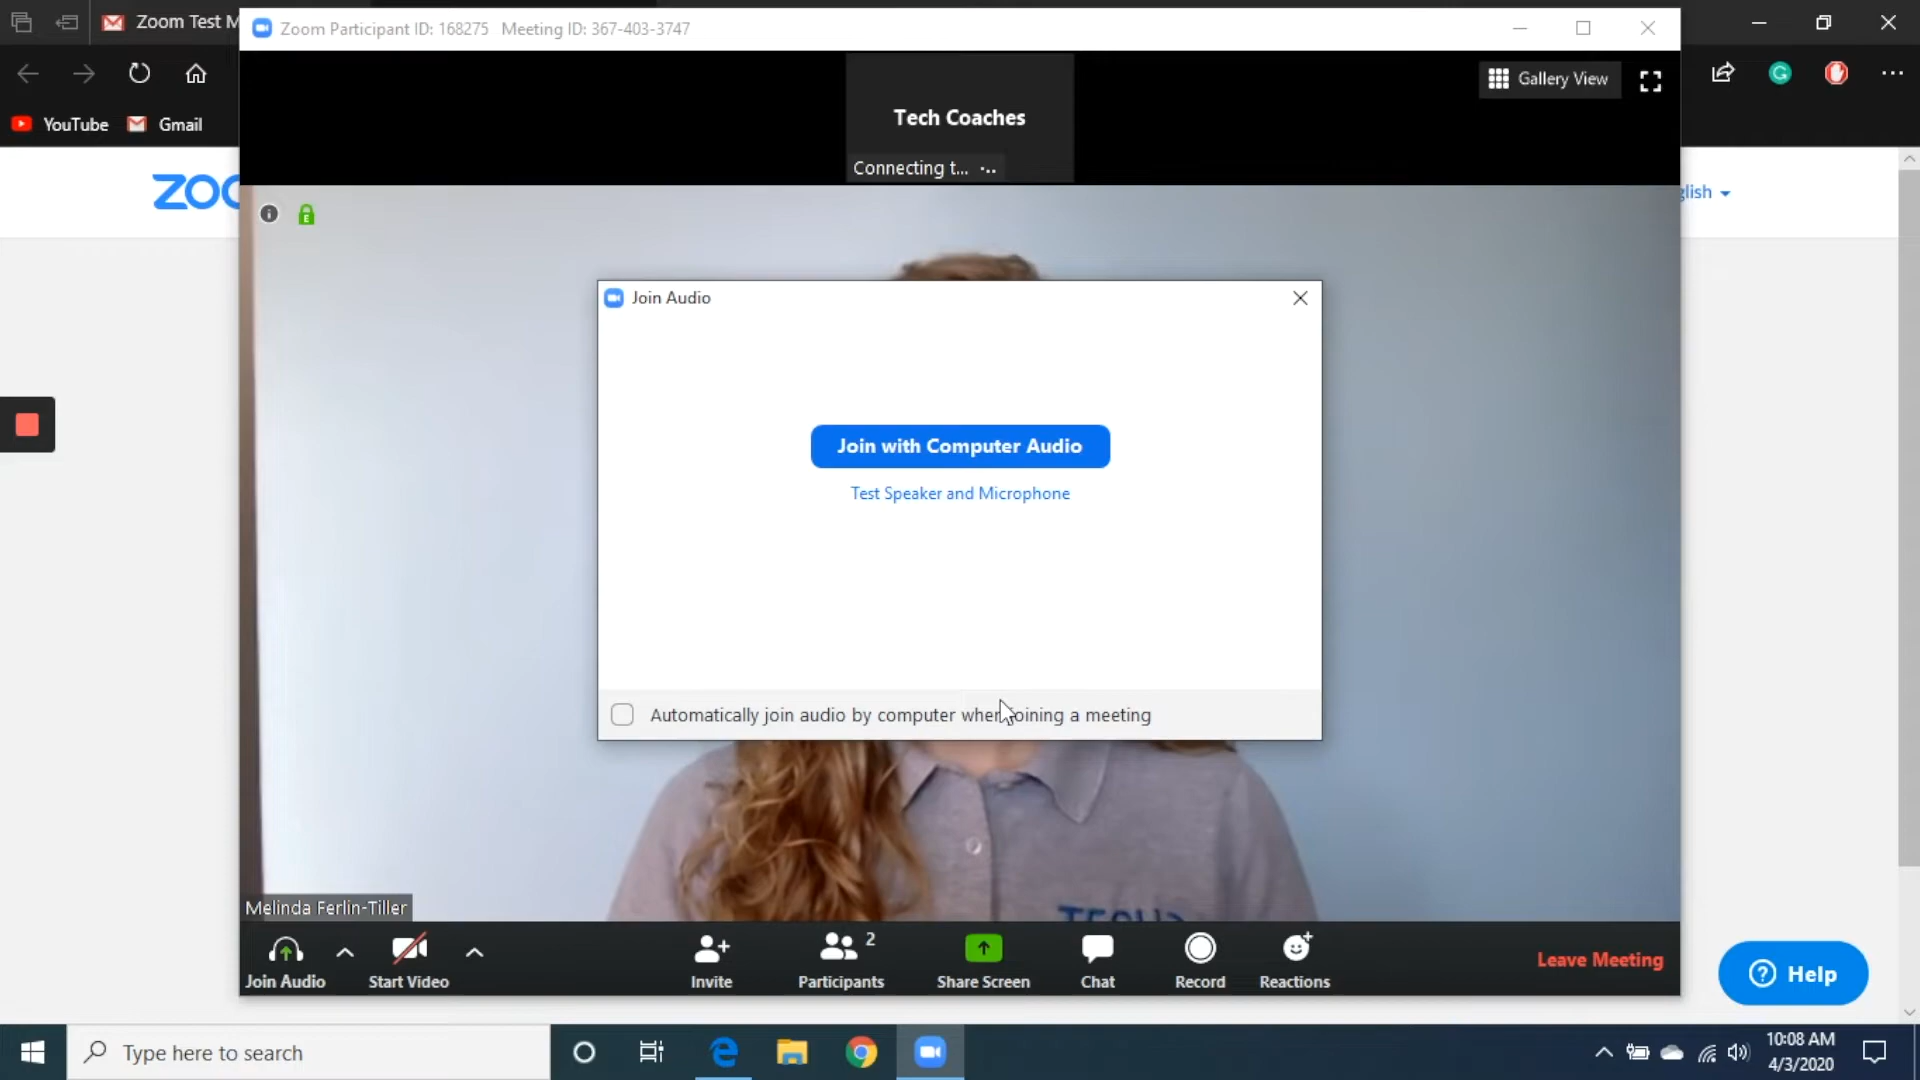 Zoom Test M
Zoom Participant ID: 168275 Meeting ID: 367-403-3747
Tech Coaches
Gallery View
YouTube
Gmail
Connecting t...
ZOO
glish
Join Audio
Join with Computer Audio
Test Speaker and Microphone
Automatically join audio by computer when joining a meeting
Melinda Ferlin-Tiller
2
Join Audio
Start Video
Invite
Participants
Share Screen
Chat
Record
Reactions
Leave Meeting
Help
Type here to search
10:08 AM
4/3/2020